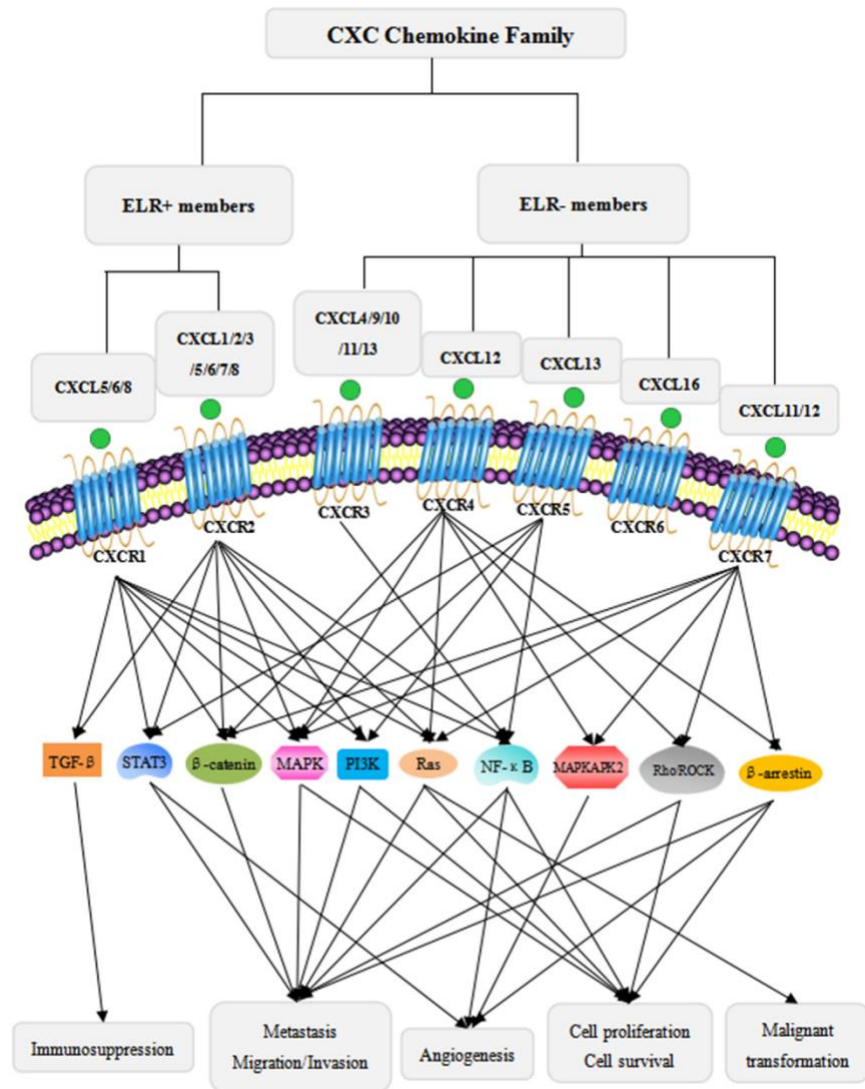 CXC Chemokine Family
ELR+ members
ELR- members
CXCL5/6/8
CXCL1/2/3
/5/6/7/8
CXCL4/9/10
/11/13
CXCL12
CXCL13
CXCL16
CXCL11/12
CXCR1
CXCR2
CXCR3
CXCR4
CXCR5
CXCR6
CXCR7
TGF-β
STAT3
β-catenin
MAPK
PI3K
Ras
NF-κB
MAPKAPK2
Rho/ROCK
β-arrestin
Immunosuppression
Metastasis
Migration/Invasion
Angiogenesis
Cell proliferation
Cell survival
Malignant
transformation